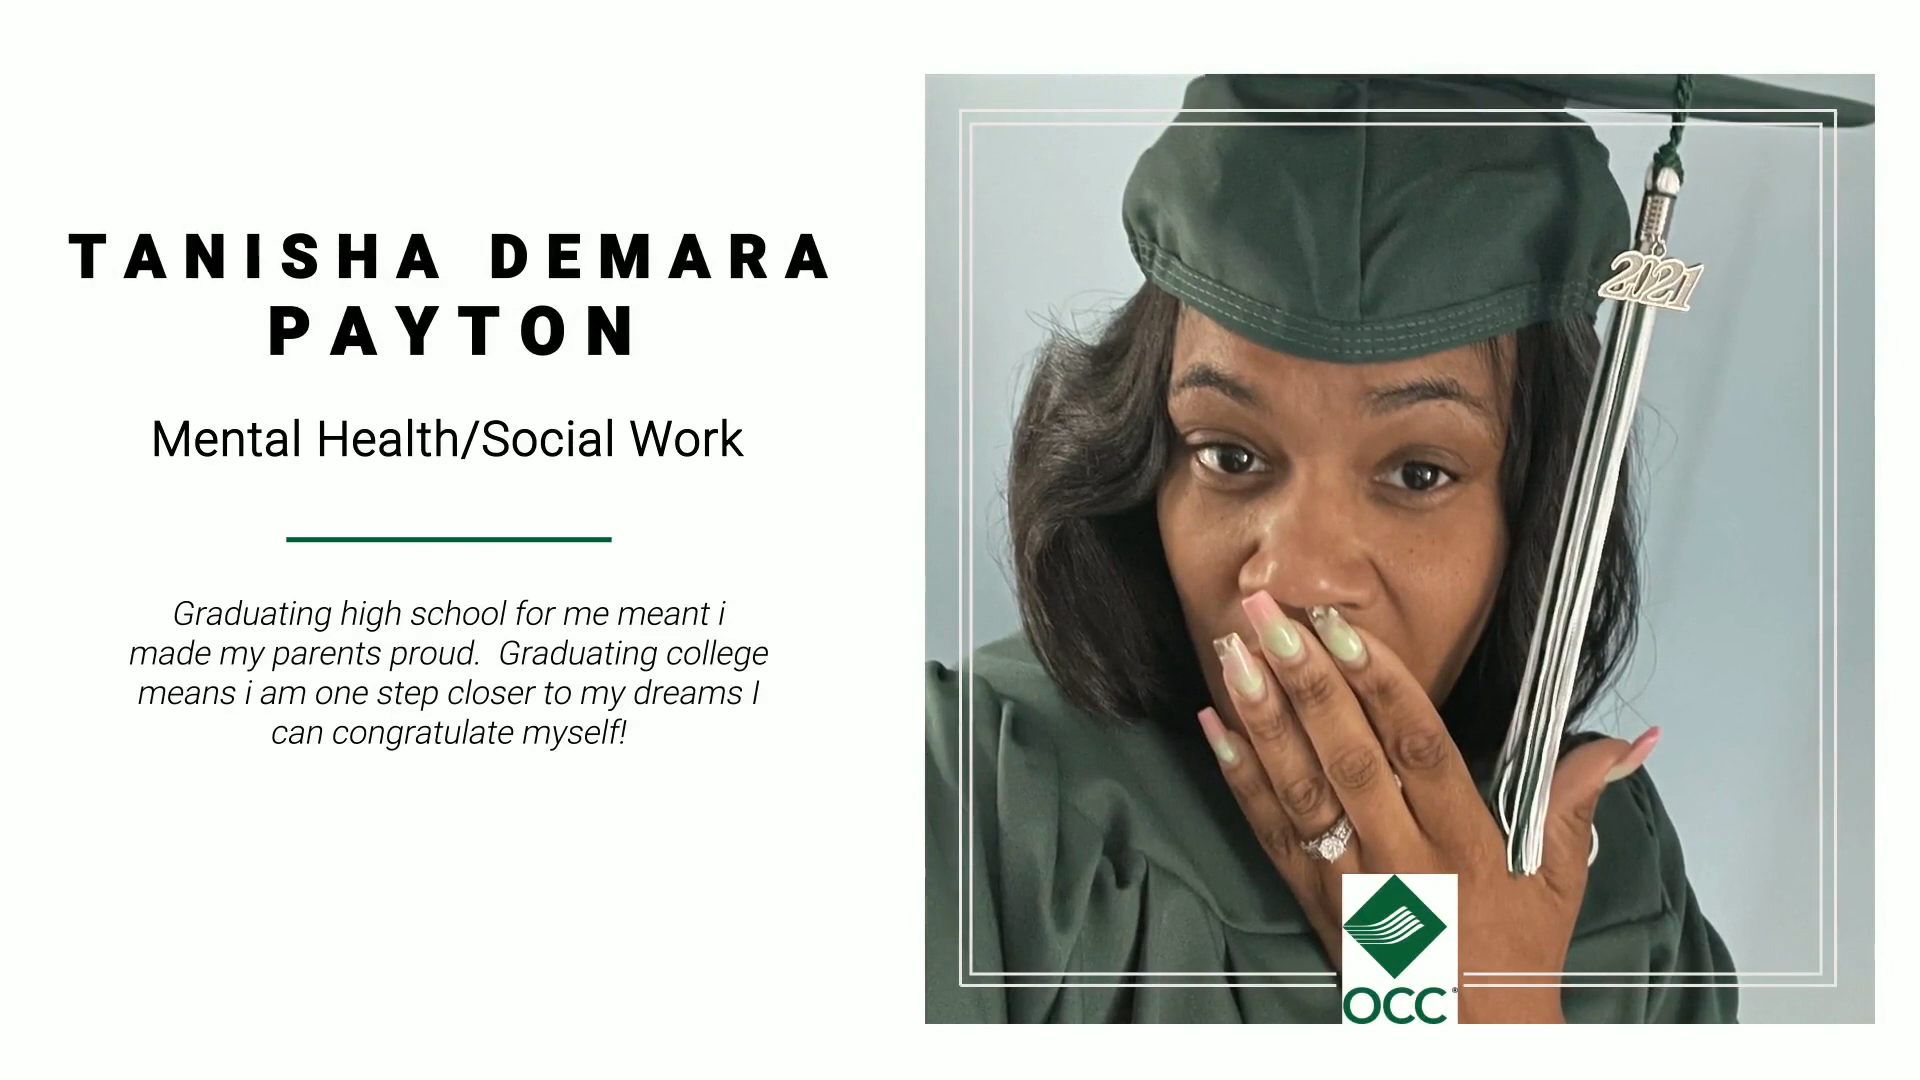 TANISHA DEMARA
PAYTON
Mental Health/Social Work
Graduating high school for me meant i
made my parents proud.  Graduating college
means i am one step closer to my dreams I
can congratulate myself!
2021
OCC®